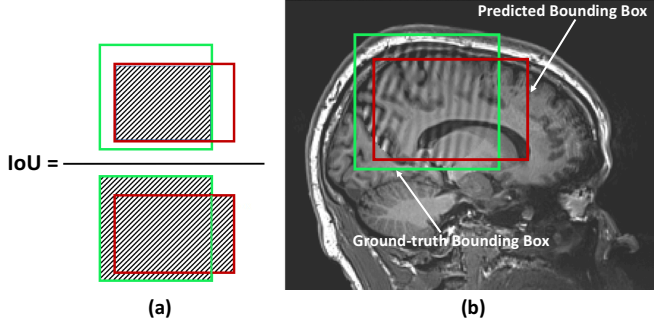 IoU =
(a)
Predicted Bounding Box
Ground-truth Bounding Box
(b)